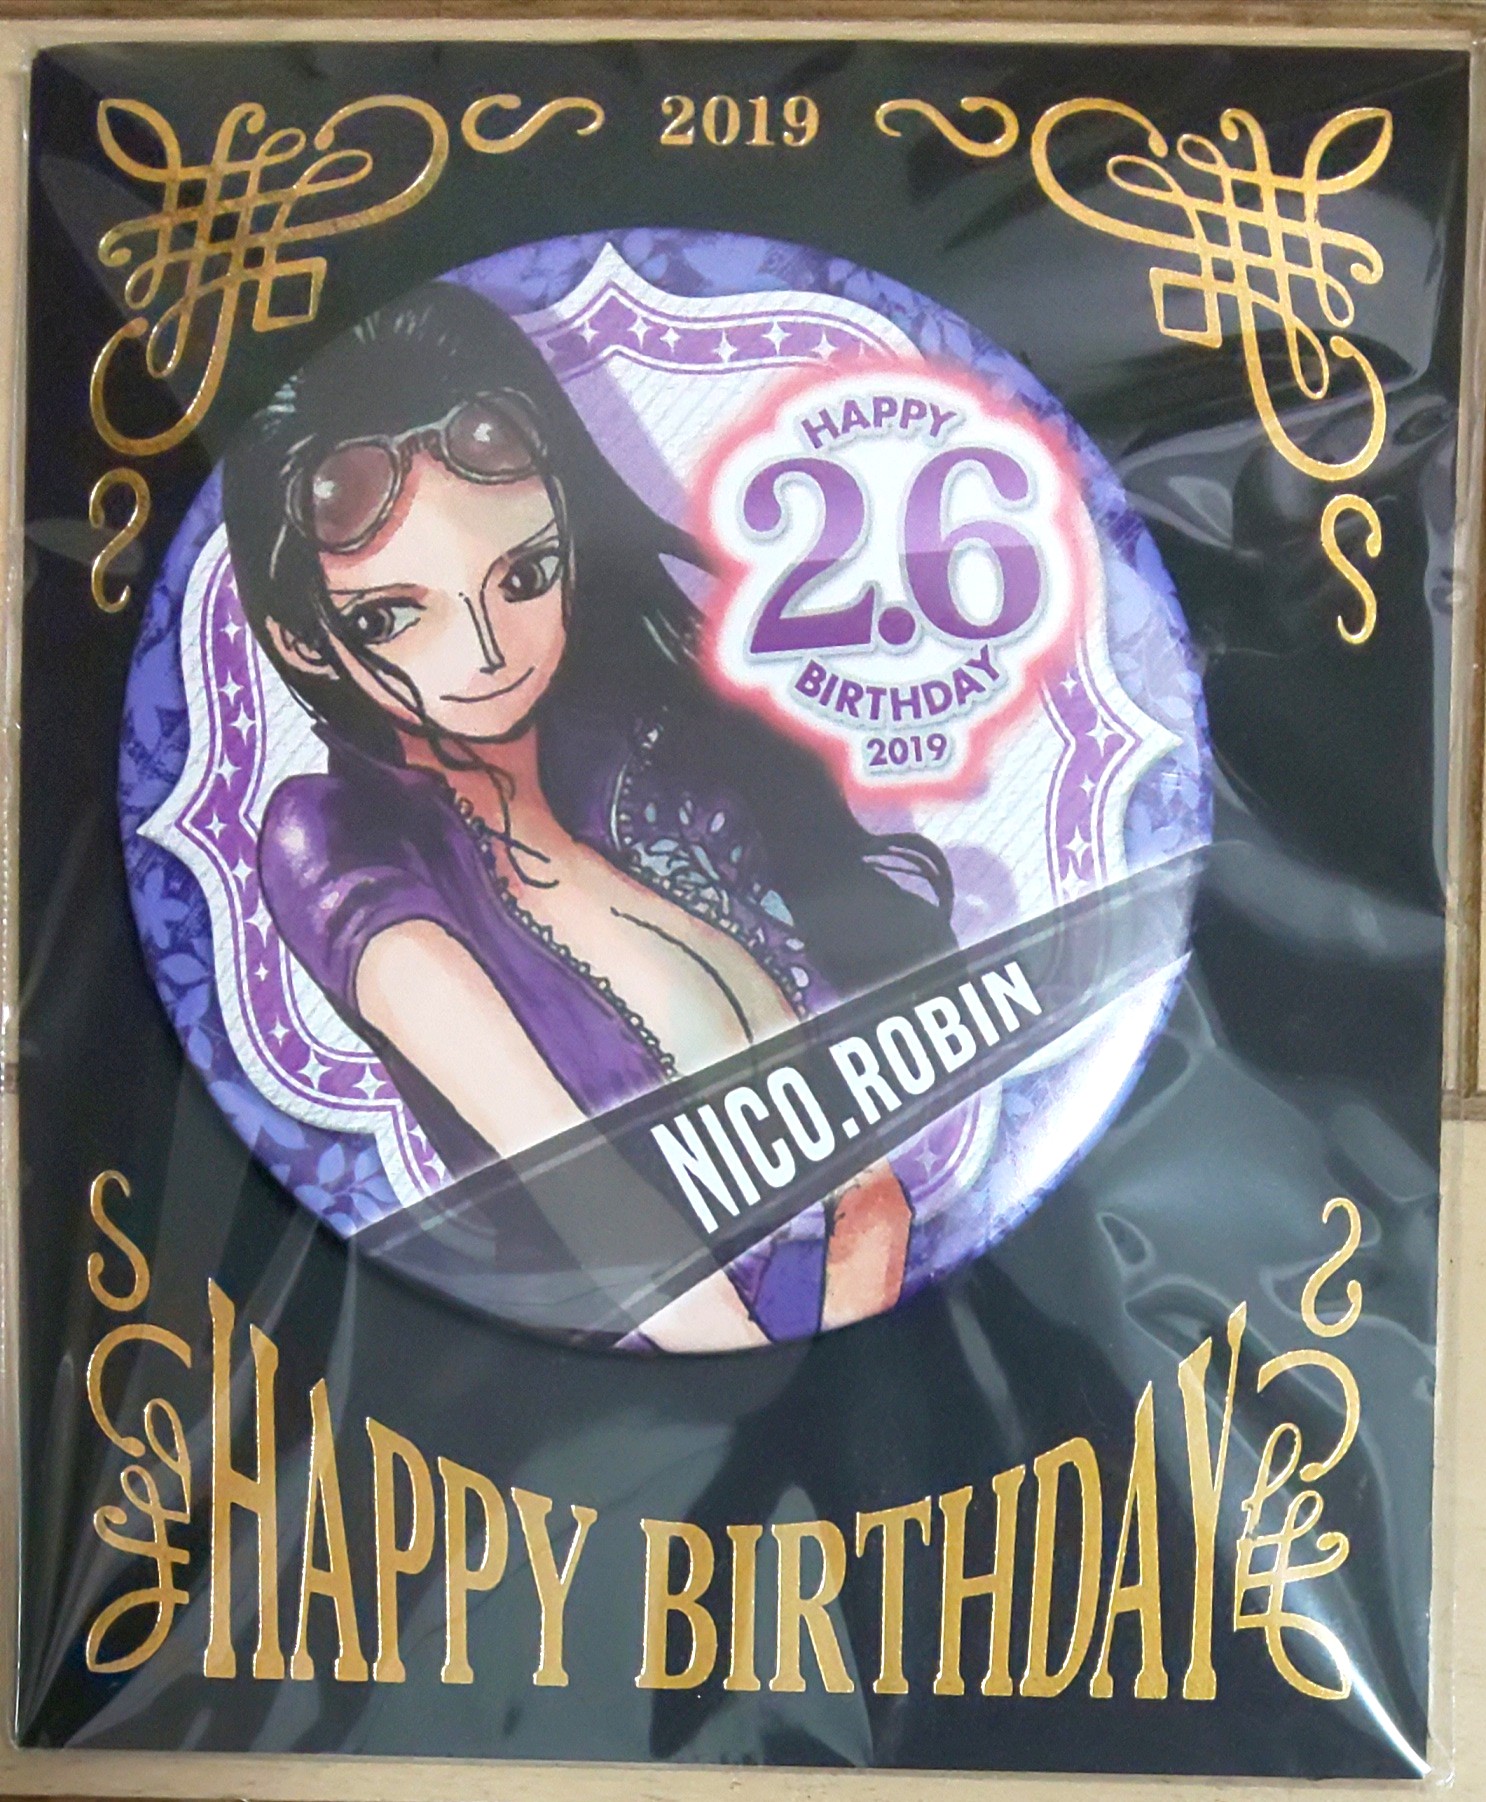 2019
HAPPY
2.6
BIRTHDAY
2019
NICO.ROBIN
HAPPY BIRTHDAY